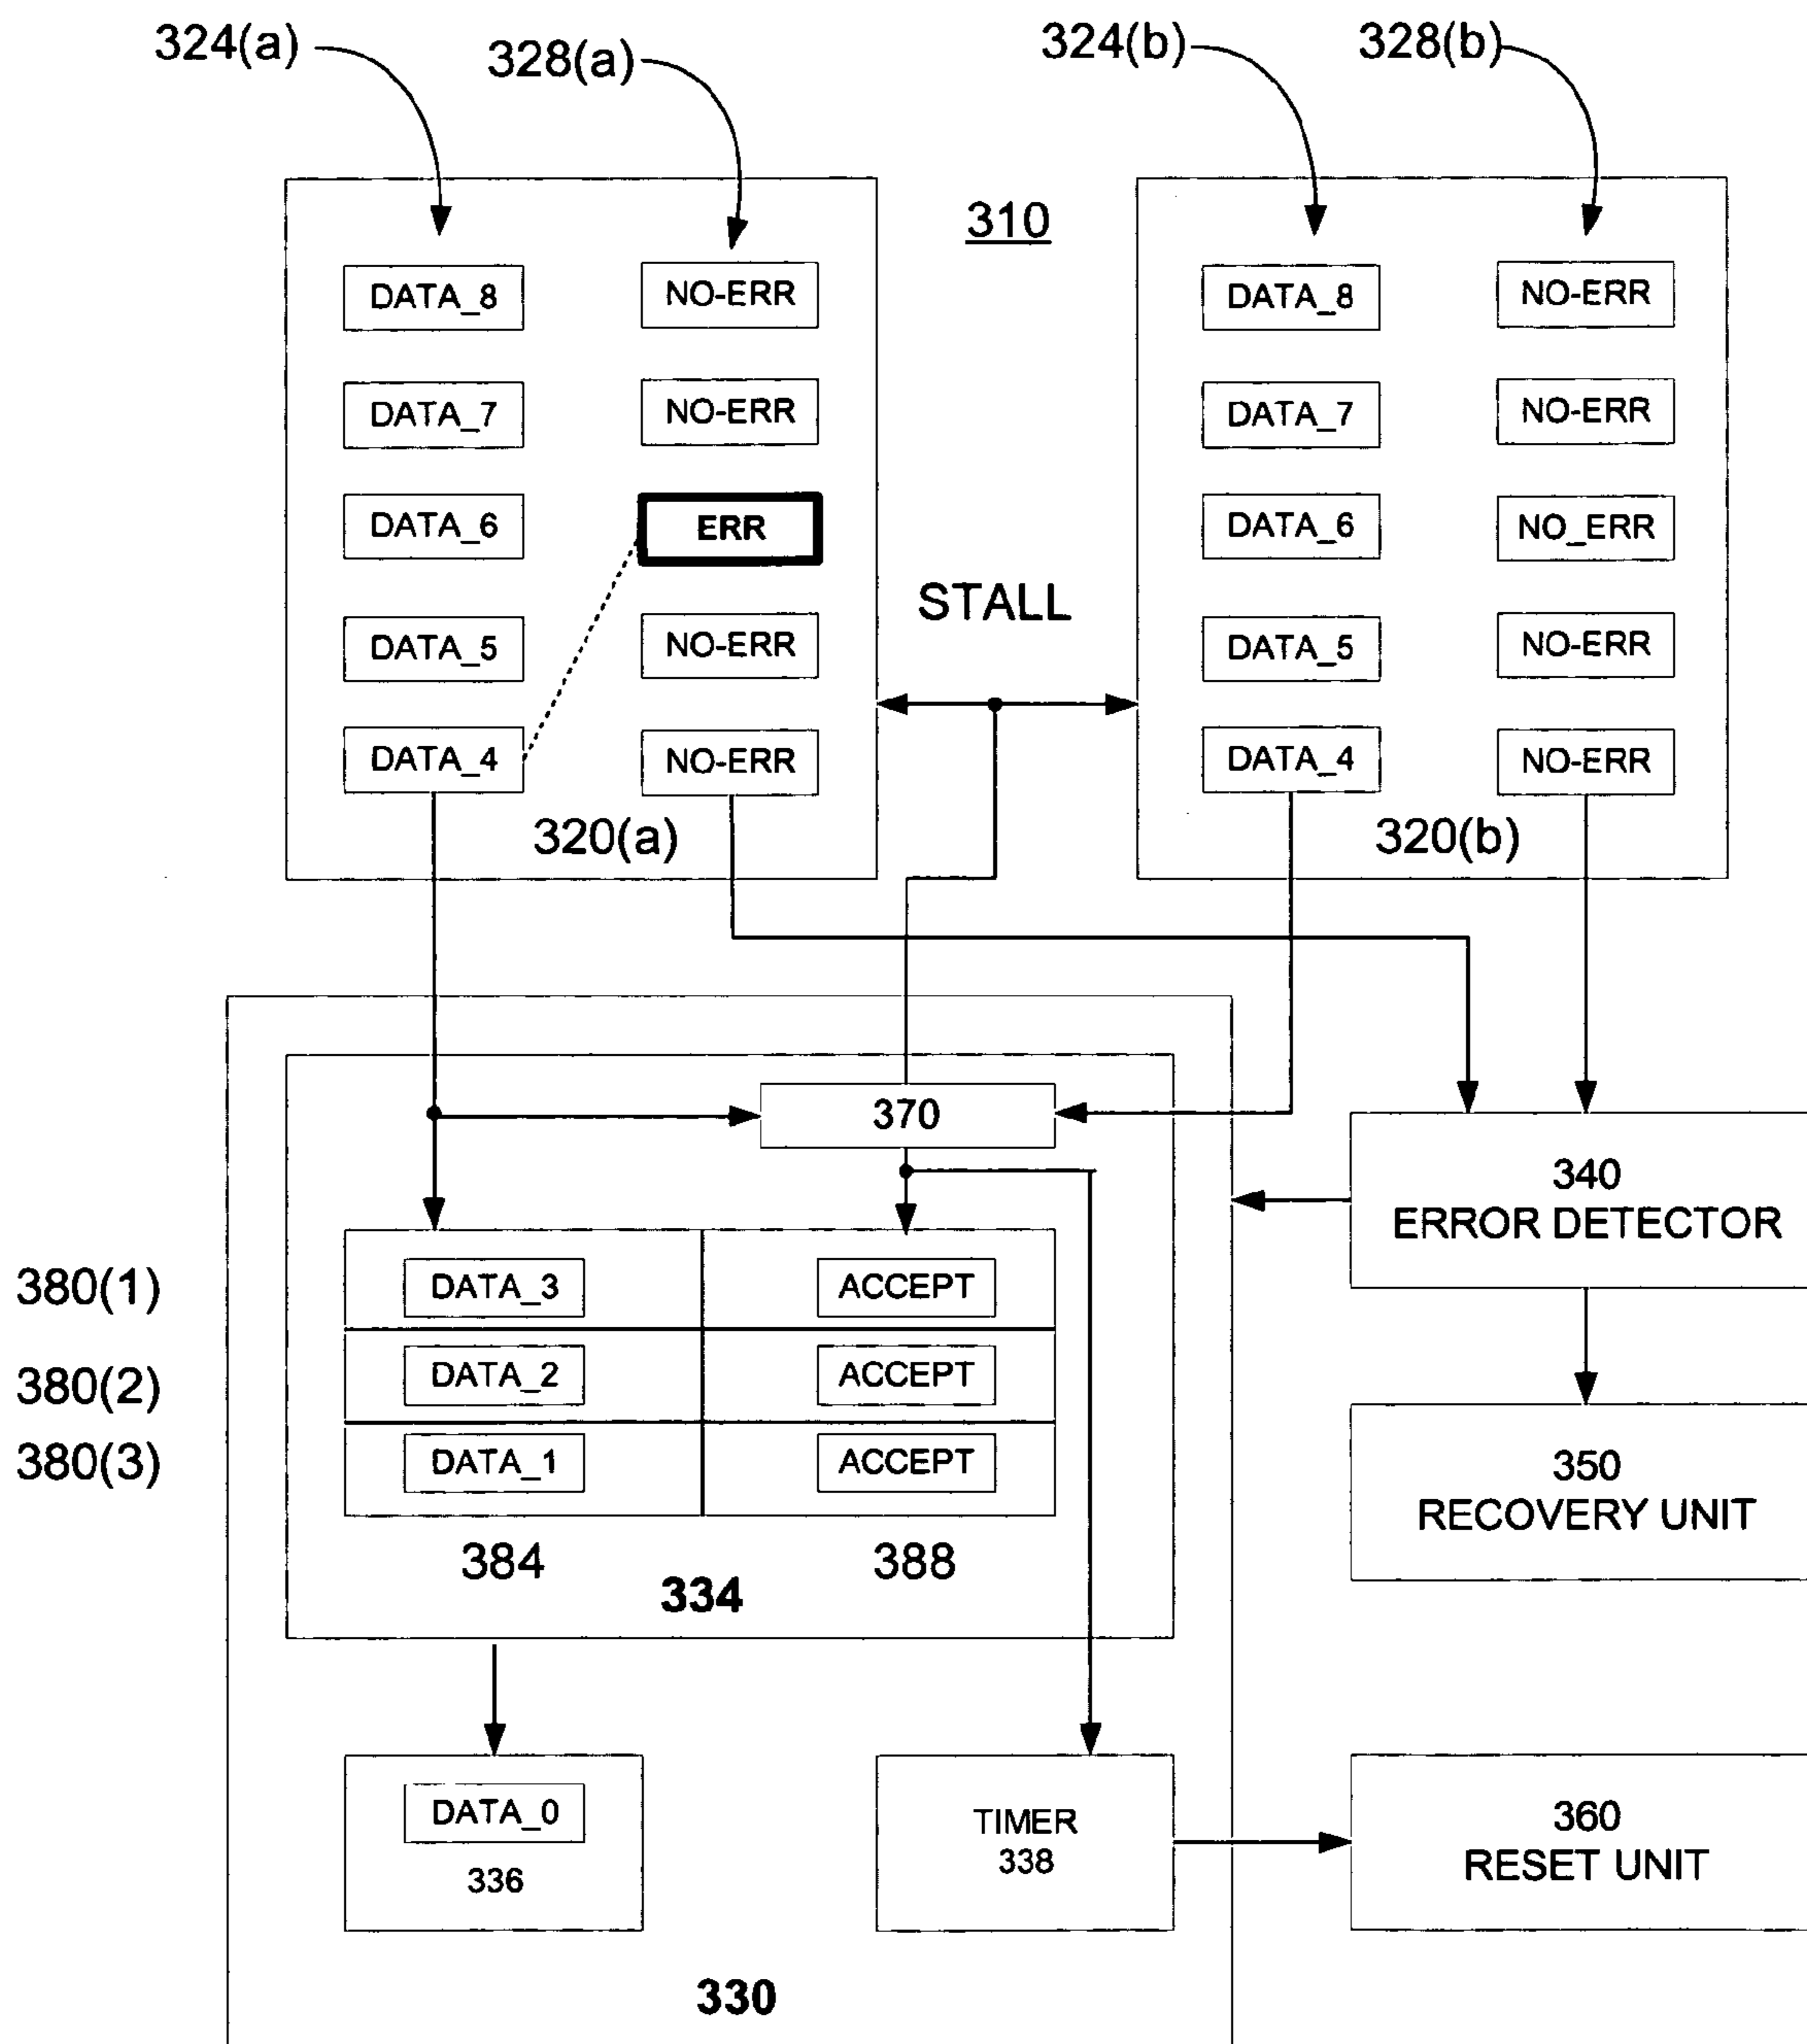 324(a)
328(a)
324(b)
328(b)
310
DATA_8
NO-ERR
DATA_8
NO-ERR
DATA_7
NO-ERR
DATA_7
NO-ERR
DATA_6
ERR
DATA_6
NO_ERR
STALL
DATA_5
NO-ERR
DATA_5
NO-ERR
DATA_4
NO-ERR
DATA_4
NO-ERR
320(a)
320(b)
370
340
ERROR DETECTOR
380(1)
DATA_3
ACCEPT
380(2)
DATA_2
ACCEPT
380(3)
DATA_1
ACCEPT
350
RECOVERY UNIT
384
388
334
DATA_0
336
TIMER
338
360
RESET UNIT
330